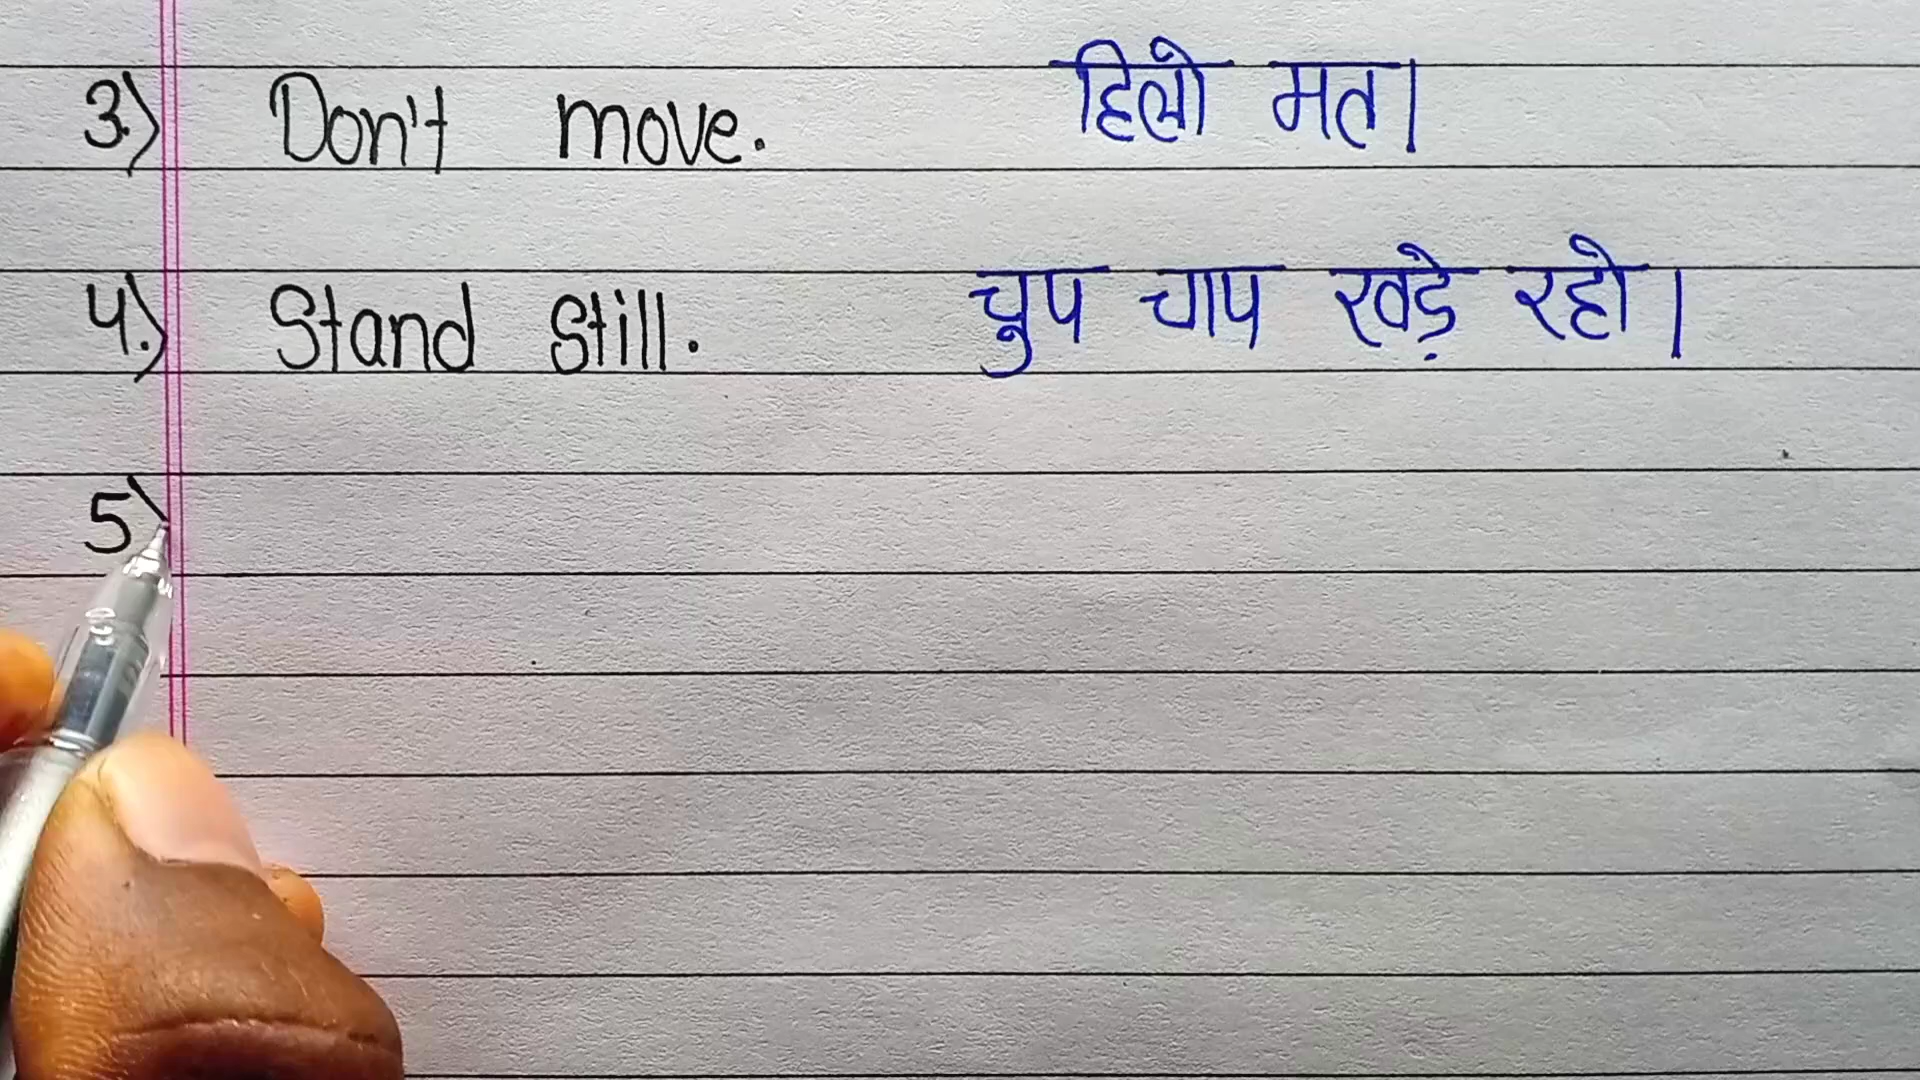 3.) Don't move. हिलो मत।
4.) Stand still. चुप चाप खड़े रहो।
5)